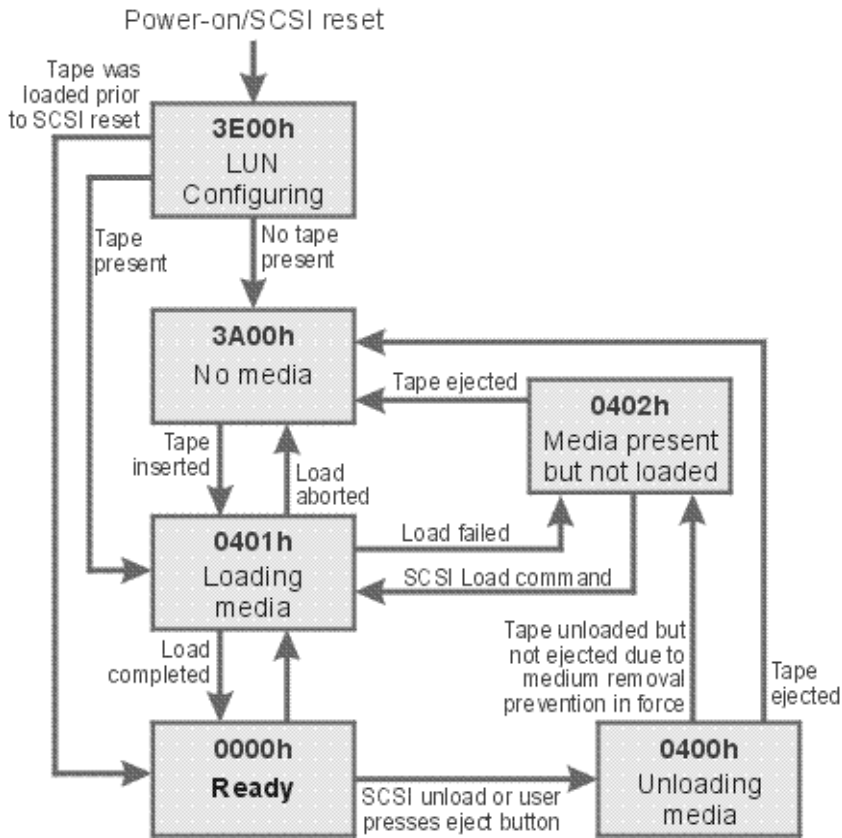 Power-on/SCSI reset
Tape was
loaded prior
to SCSI reset
3E00h
LUN
Configuring
Tape
present
No tape
present
3A00h
No media
Tape ejected
0402h
Media present
but not loaded
Tape
inserted
Load
aborted
0401h
Loading
media
Load failed
SCSI Load command
Load
completed
Tape unloaded but
not ejected due to
medium removal
prevention in force
Tape
ejected
0000h
Ready
SCSI unload or user
presses eject button
0400h
Unloading
media